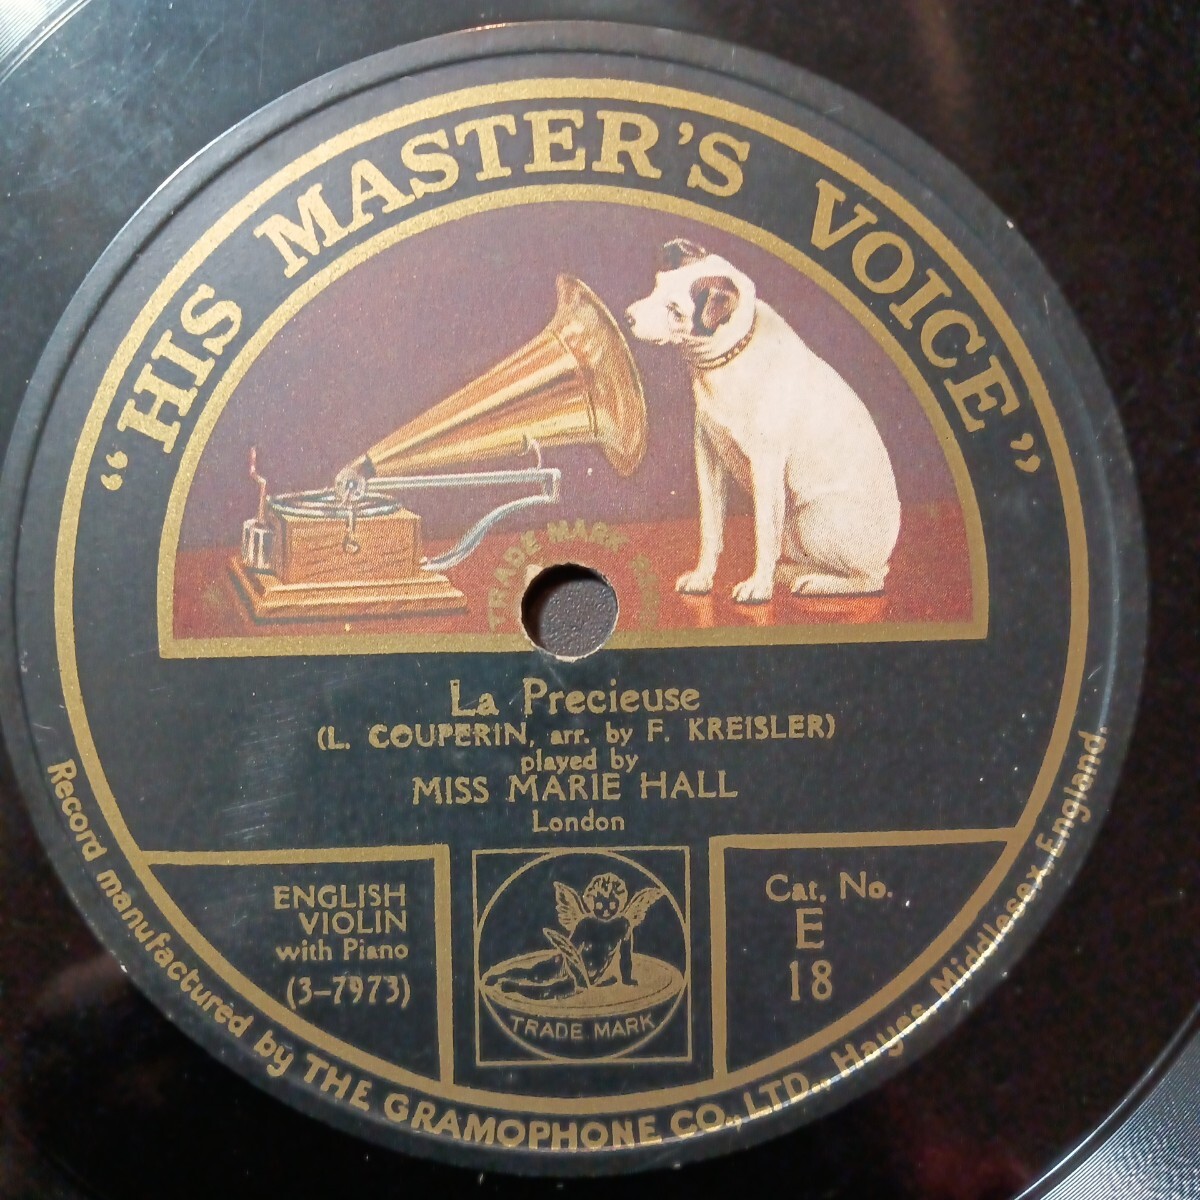 “HIS MASTER’S VOICE”
TRADE MARK
La Precieuse
(L. COUPERIN, arr. by F. KREISLER)
played by
MISS MARIE HALL
London
ENGLISH
VIOLIN
with Piano
(3-7973)
TRADE MARK
Cat. No.
E
18
Record manufactured by THE GRAMOPHONE CO., LTD., Hayes, Middlesex, England.